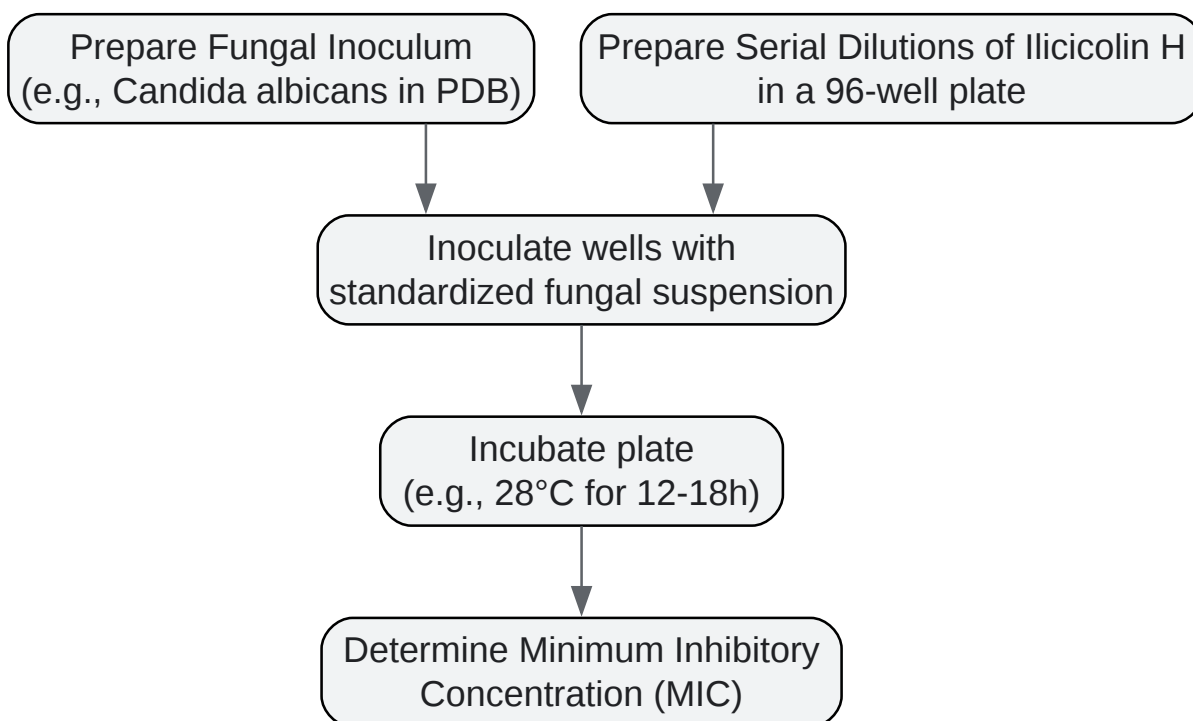 Prepare Fungal Inoculum
(e.g., Candida albicans in PDB)
Prepare Serial Dilutions of Ilicicolin H
in a 96-well plate
Inoculate wells with
standardized fungal suspension
Incubate plate
(e.g., 28°C for 12-18h)
Determine Minimum Inhibitory
Concentration (MIC)